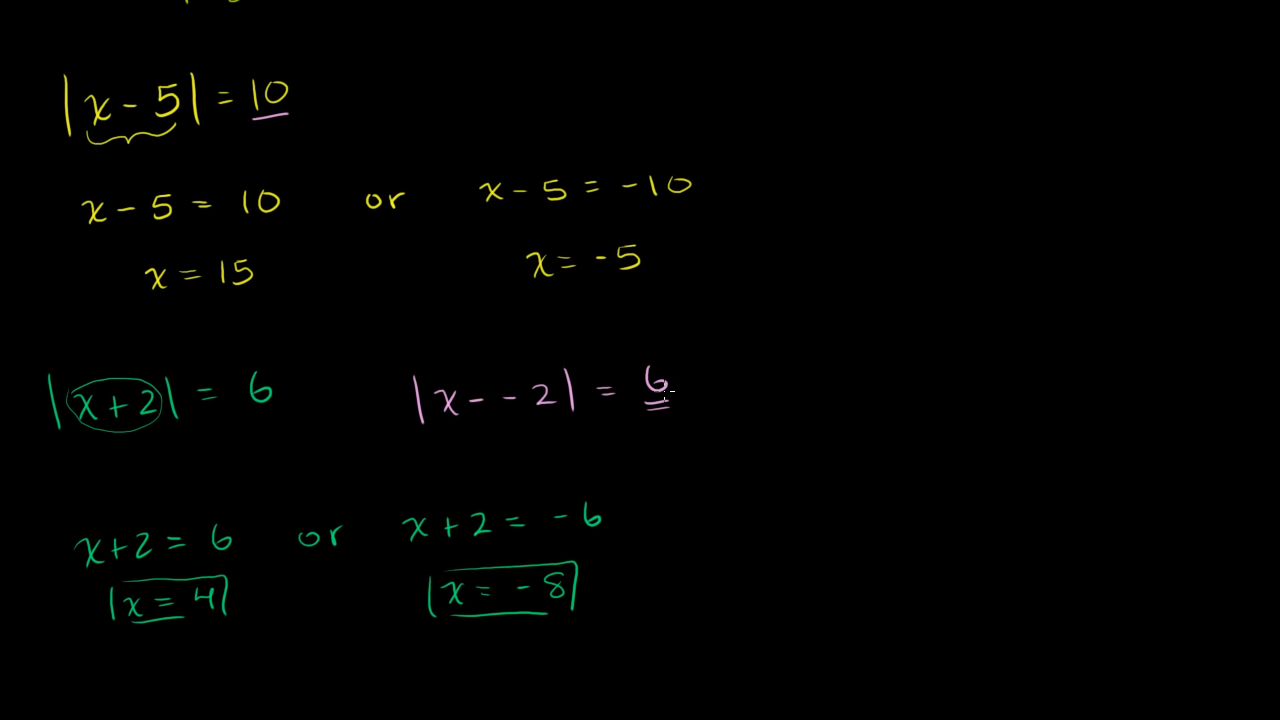 |x - 5| = 10
x - 5 = 10 or x - 5 = -10
x = 15 x = -5
|x + 2| = 6 |x - - 2| = 6
x + 2 = 6 or x + 2 = -6
x = 4 x = -8